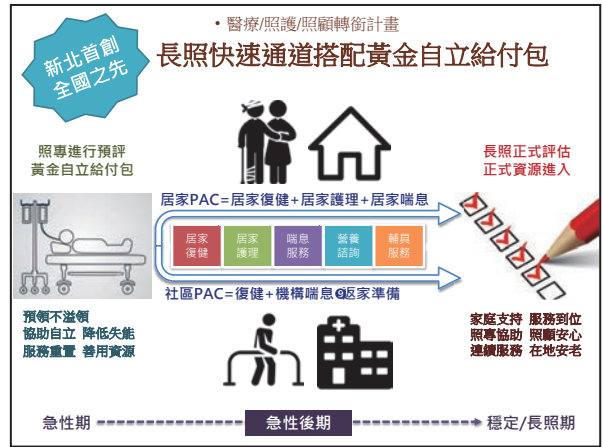 • 醫療/照護/照顧轉銜計畫
新北首創
全國之先
長照快速通道搭配黃金自立給付包
照專進行預評
黃金自立給付包
長照正式評估
正式資源進入
居家PAC=居家復健+居家護理+居家喘息
居家
復健
居家
護理
喘息
服務
營養
諮詢
輔具
服務
社區PAC=復健+機構喘息+返家準備
預領不溢領
協助自立 降低失能
服務重置 善用資源
家庭支持 服務到位
照專協助 照顧安心
連續服務 在地安老
急性期
急性後期
穩定/長照期